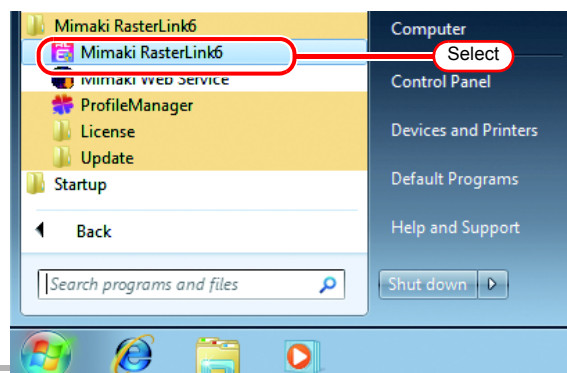 Mimaki RasterLink6
Mimaki RasterLink6
Mimaki Web Service
ProfileManager
License
Update
Startup
Back
Search programs and files
Computer
Select
Control Panel
Devices and Printers
Default Programs
Help and Support
Shut down